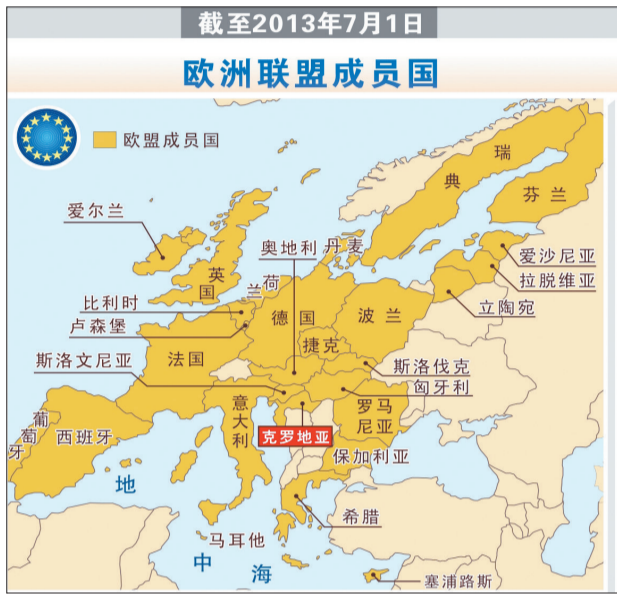 截至2013年7月1日
欧洲联盟成员国
欧盟成员国
瑞典
芬兰
爱尔兰
英国
奥地利
丹麦
荷兰
爱沙尼亚
拉脱维亚
立陶宛
比利时
卢森堡
德国
波兰
捷克
法国
斯洛伐克
匈牙利
斯洛文尼亚
意大利
罗马尼亚
克罗地亚
葡萄牙
西班牙
保加利亚
希腊
马耳他
塞浦路斯
地中海